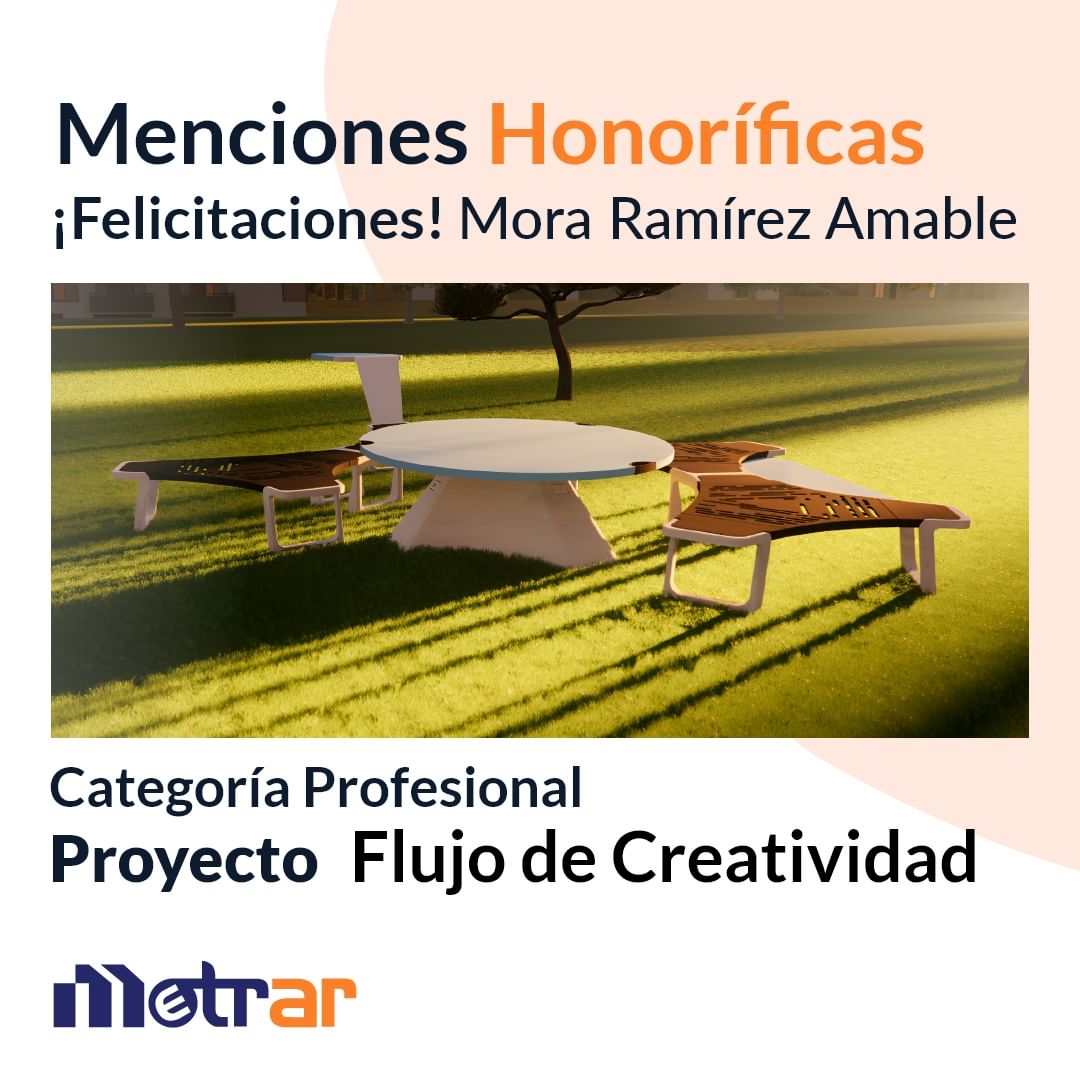 Menciones Honoríficas
¡Felicitaciones! Mora Ramírez Amable
Categoría Profesional
Proyecto Flujo de Creatividad
Metrar